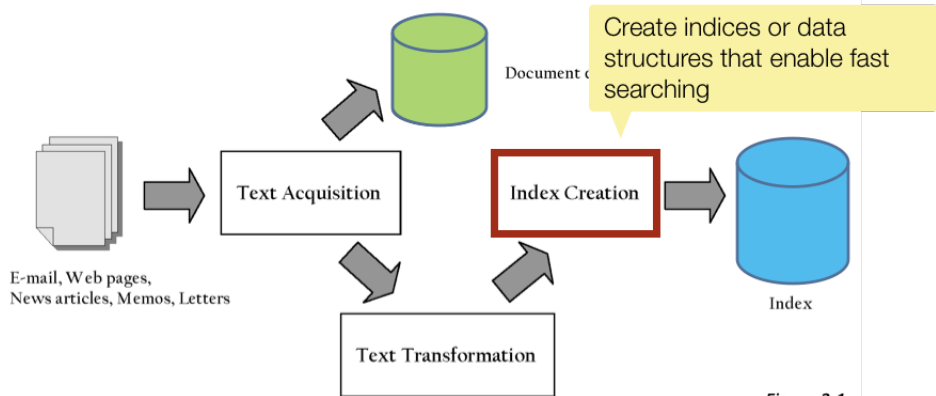 Create indices or data
structures that enable fast
searching
Document
Text Acquisition
Index Creation
E-mail, Web pages,
News articles, Memos, Letters
Index
Text Transformation